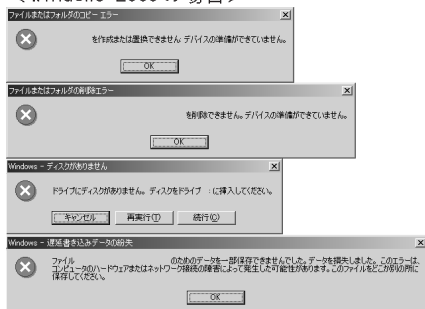 ＜Windows 2000の場合＞
ファイルまたはフォルダのコピー エラー
を作成または置換できません デバイスの準備ができていません。
OK
ファイルまたはフォルダの削除エラー
を削除できません。デバイスの準備ができていません。
OK
Windows - ディスクがありません
ドライブにディスクがありません。ディスクをドライブ :に挿入してください。
キャンセル 再実行(T) 続行(C)
Windows - 遅延書き込みデータの紛失
ファイル のためのデータを一部保存できませんでした。データを損失しました。このエラーは、
コンピュータのハードウェアまたはネットワーク接続の障害によって発生した可能性があります。このファイルをどこか別の所に
保存してください。
OK